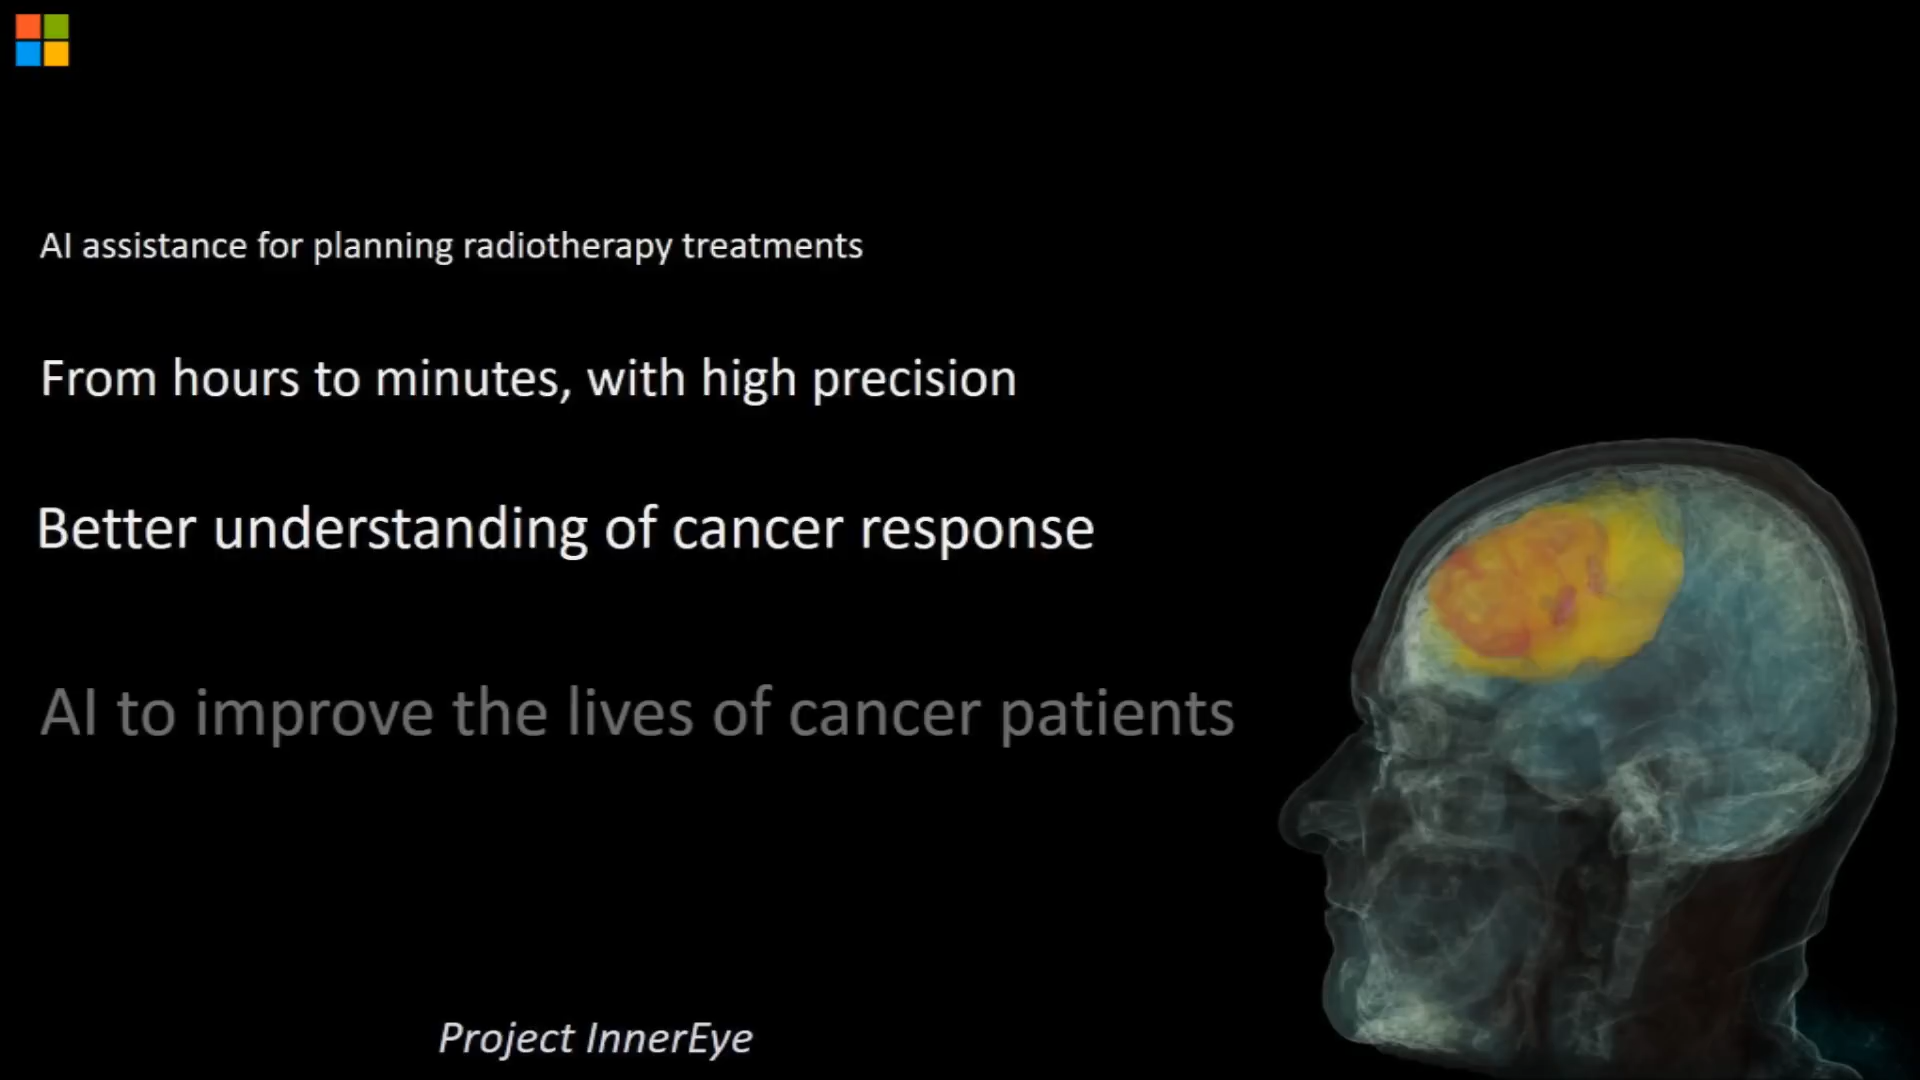 AI assistance for planning radiotherapy treatments
From hours to minutes, with high precision
Better understanding of cancer response
AI to improve the lives of cancer patients
Project InnerEye